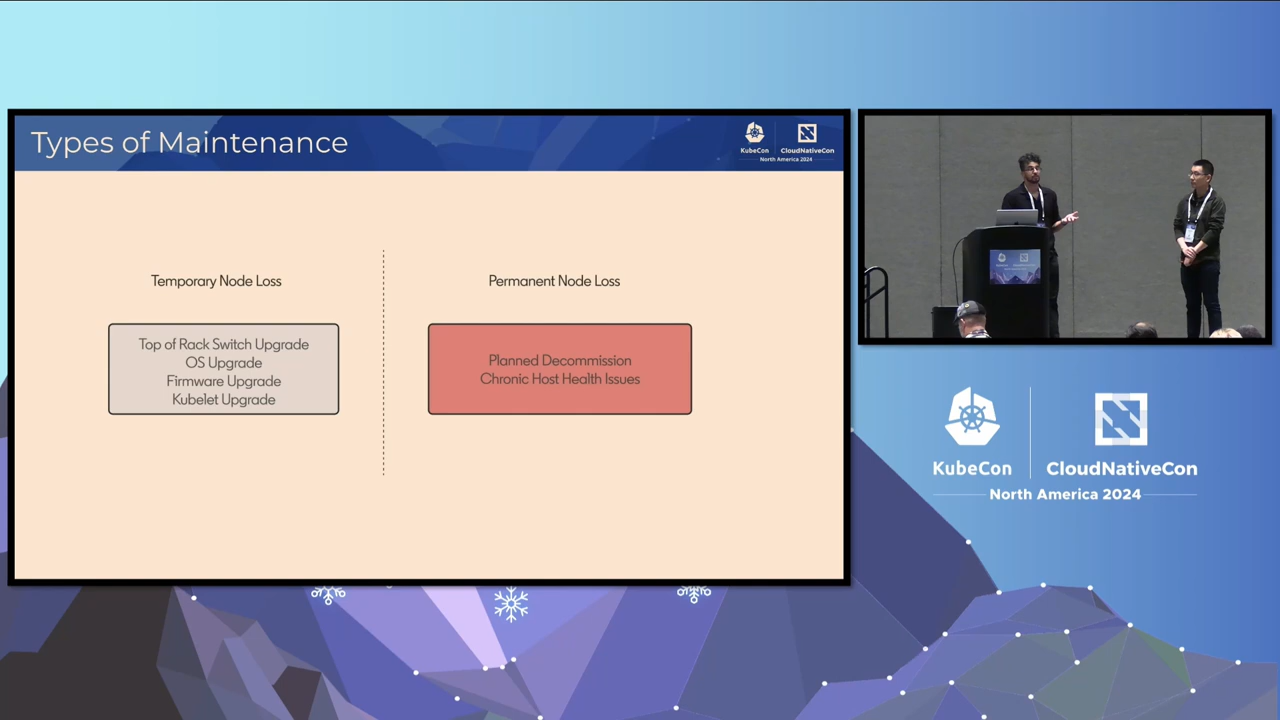 Types of Maintenance
KubeCon
CloudNativeCon
North America 2024
Temporary Node Loss
Permanent Node Loss
Top of Rack Switch Upgrade
OS Upgrade
Firmware Upgrade
Kubelet Upgrade
Planned Decommission
Chronic Host Health Issues
KubeCon
CloudNativeCon
North America 2024